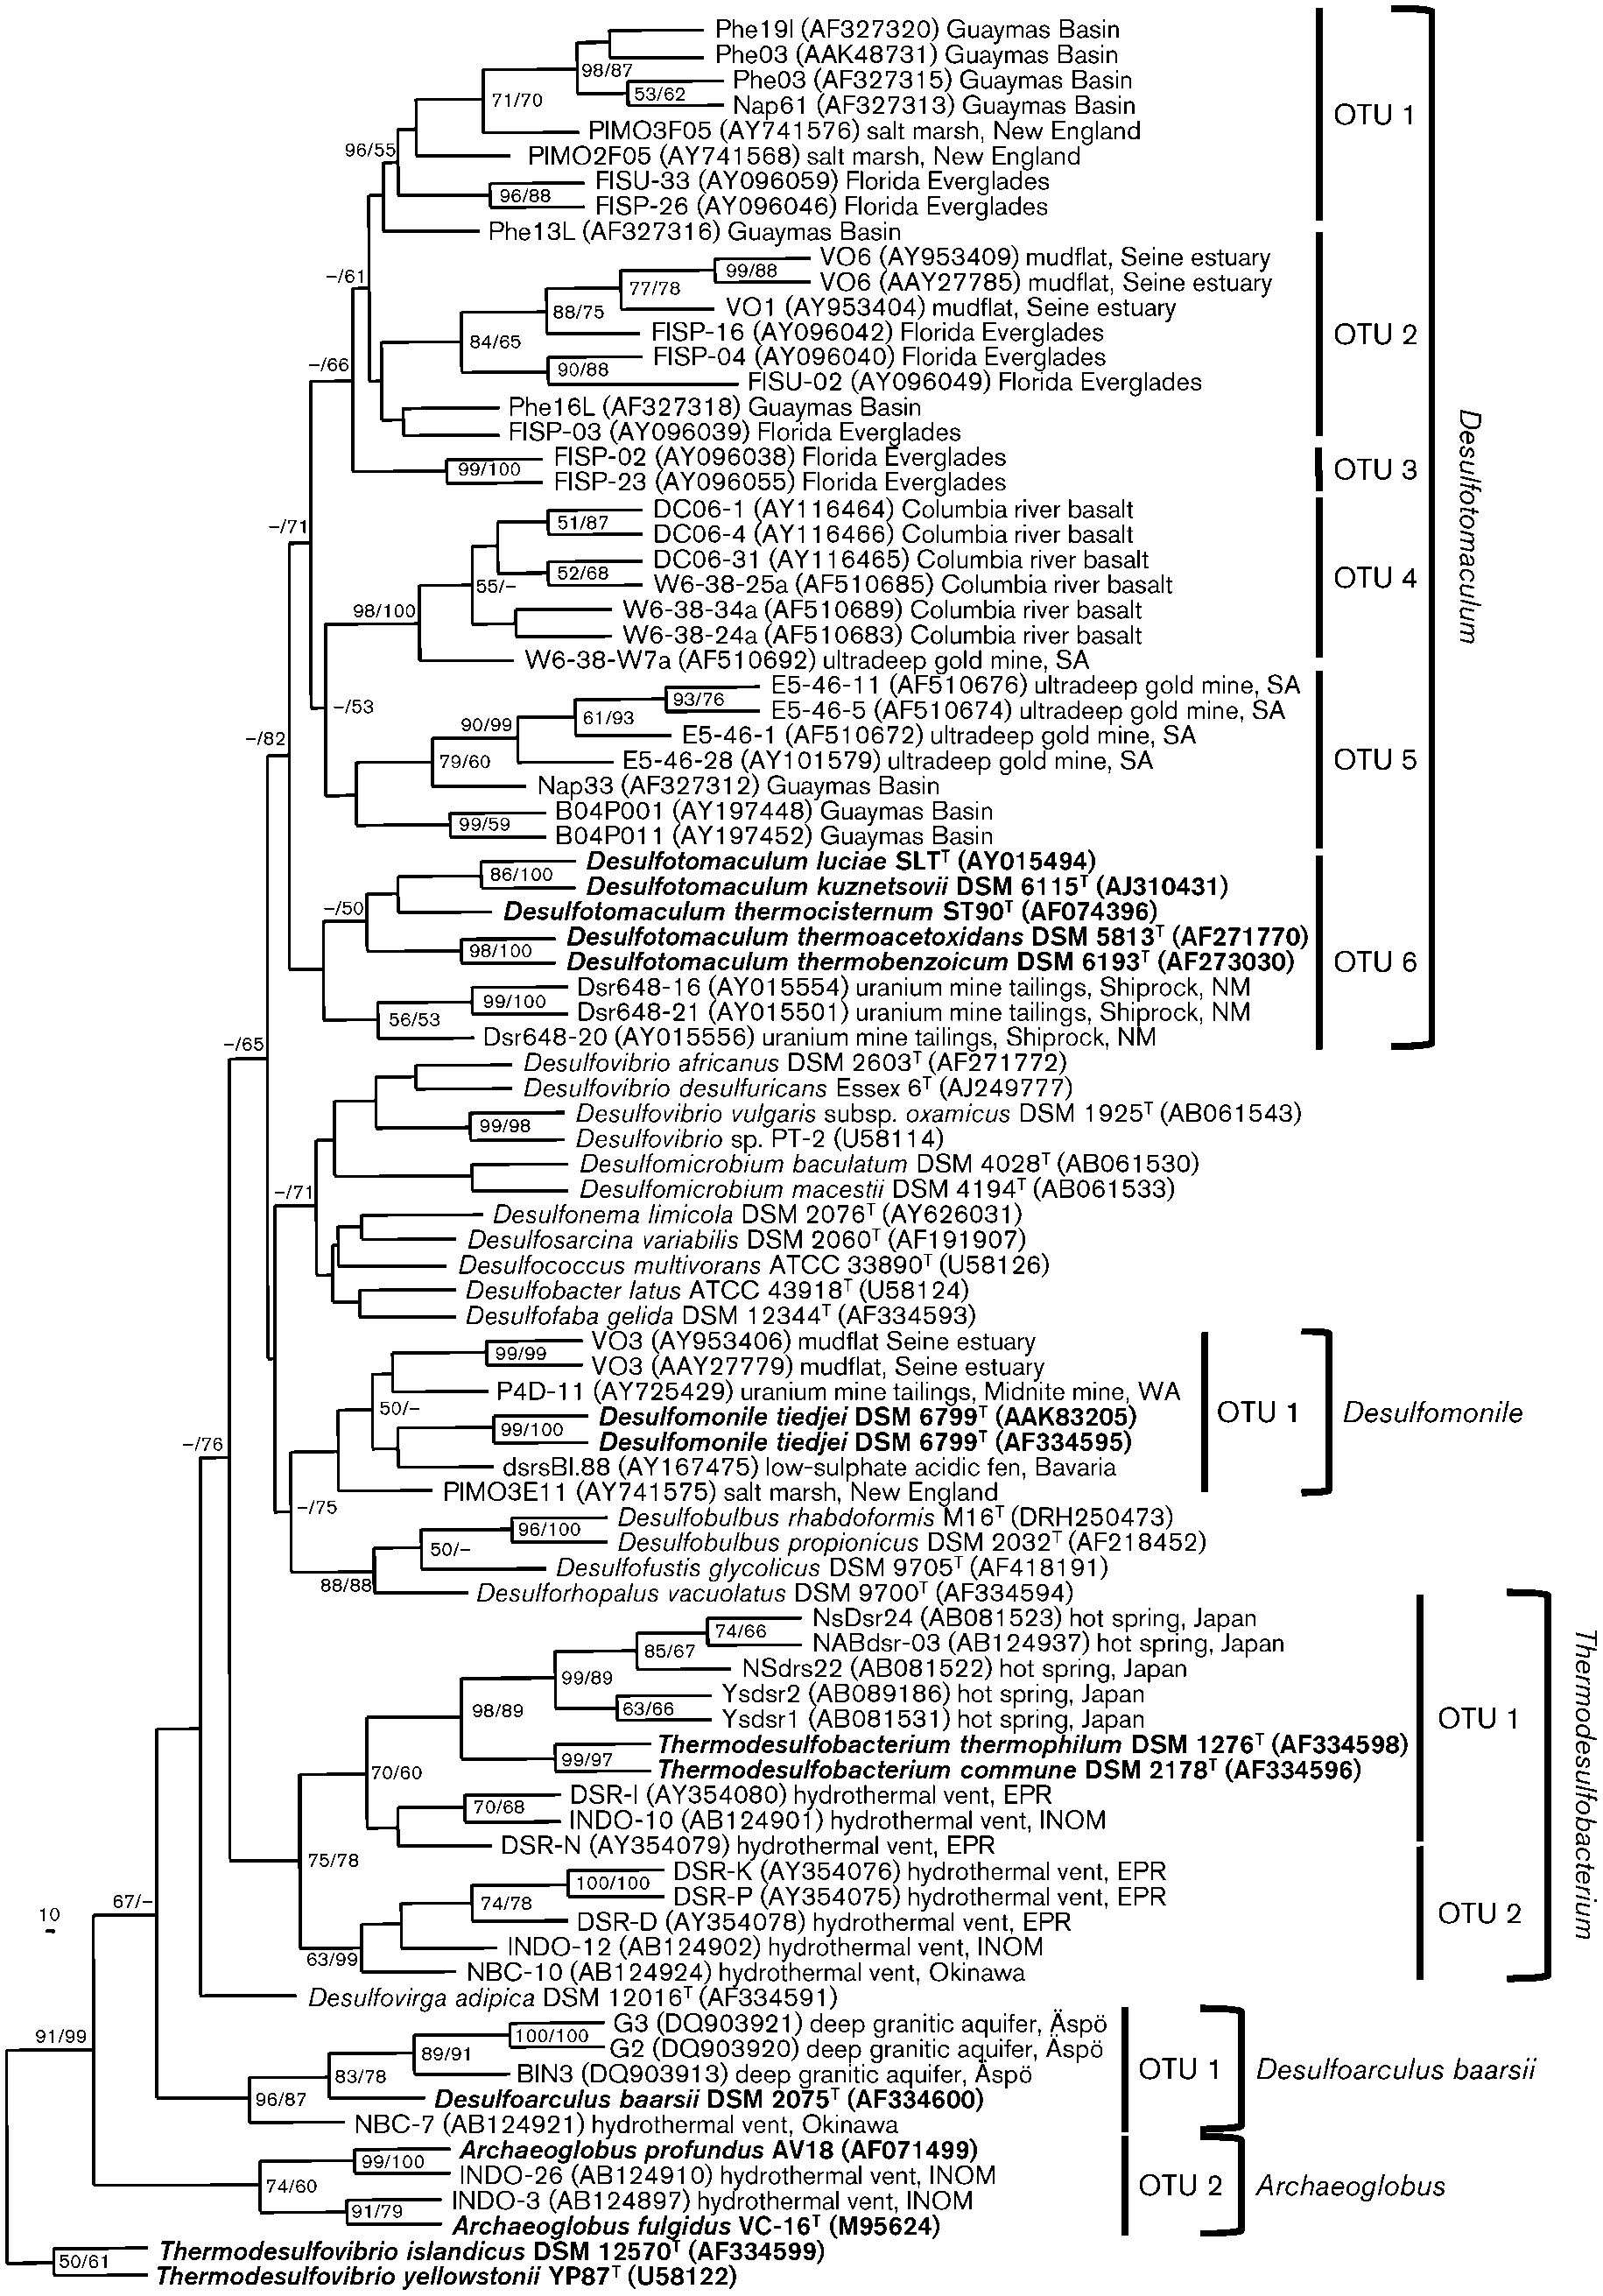 Phe19I (AF327320) Guaymas Basin
Phe03 (AAK48731) Guaymas Basin
98/87
Phe03 (AF327315) Guaymas Basin
53/62
71/70
Nap61 (AF327313) Guaymas Basin
OTU 1
PIMO3F05 (AY741576) salt marsh, New England
96/55
PIMO2F05 (AY741568) salt marsh, New England
FISU-33 (AY096059) Florida Everglades
96/88
FISP-26 (AY096046) Florida Everglades
Phe13L (AF327316) Guaymas Basin
VO6 (AY953409) mudflat, Seine estuary
99/88
-/61
VO6 (AAY27785) mudflat, Seine estuary
77/78
VO1 (AY953404) mudflat, Seine estuary
88/75
FISP-16 (AY096042) Florida Everglades
OTU 2
84/65
FISP-04 (AY096040) Florida Everglades
-/66
90/88
FISU-02 (AY096049) Florida Everglades
Phe16L (AF327318) Guaymas Basin
FISP-03 (AY096039) Florida Everglades
FISP-02 (AY096038) Florida Everglades
99/100
OTU 3
FISP-23 (AY096055) Florida Everglades
Desulfotomaculum
DC06-1 (AY116464) Columbia river basalt
51/87
-/71
DC06-4 (AY116466) Columbia river basalt
DC06-31 (AY116465) Columbia river basalt
52/68
OTU 4
W6-38-25a (AF510685) Columbia river basalt
55/-
W6-38-34a (AF510689) Columbia river basalt
98/100
W6-38-24a (AF510683) Columbia river basalt
W6-38-W7a (AF510692) ultradeep gold mine, SA
E5-46-11 (AF510676) ultradeep gold mine, SA
93/76
-/53
E5-46-5 (AF510674) ultradeep gold mine, SA
61/93
90/99
E5-46-1 (AF510672) ultradeep gold mine, SA
-/82
E5-46-28 (AY101579) ultradeep gold mine, SA
79/60
OTU 5
Nap33 (AF327312) Guaymas Basin
B04P001 (AY197448) Guaymas Basin
99/59
B04P011 (AY197452) Guaymas Basin
Desulfotomaculum luciae SLTᵀ (AY015494)
86/100
Desulfotomaculum kuznetsovii DSM 6115ᵀ (AJ310431)
-/50
Desulfotomaculum thermocisternum ST90ᵀ (AF074396)
Desulfotomaculum thermoacetoxidans DSM 5813ᵀ (AF271770)
98/100
Desulfotomaculum thermobenzoicum DSM 6193ᵀ (AF273030)
OTU 6
Dsr648-16 (AY015554) uranium mine tailings, Shiprock, NM
99/100
Dsr648-21 (AY015501) uranium mine tailings, Shiprock, NM
56/53
Dsr648-20 (AY015556) uranium mine tailings, Shiprock, NM
-/65
Desulfovibrio africanus DSM 2603ᵀ (AF271772)
Desulfovibrio desulfuricans Essex 6ᵀ (AJ249777)
Desulfovibrio vulgaris subsp. oxamicus DSM 1925ᵀ (AB061543)
99/98
Desulfovibrio sp. PT-2 (U58114)
Desulfomicrobium baculatum DSM 4028ᵀ (AB061530)
-/71
Desulfomicrobium macestii DSM 4194ᵀ (AB061533)
Desulfonema limicola DSM 2076ᵀ (AY626031)
Desulfosarcina variabilis DSM 2060ᵀ (AF191907)
Desulfococcus multivorans ATCC 33890ᵀ (U58126)
Desulfobacter latus ATCC 43918ᵀ (U58124)
Desulfofaba gelida DSM 12344ᵀ (AF334593)
VO3 (AY953406) mudflat Seine estuary
99/99
VO3 (AAY27779) mudflat, Seine estuary
P4D-11 (AY725429) uranium mine tailings, Midnite mine, WA
50/-
Desulfomonile tiedjei DSM 6799ᵀ (AAK83205)
OTU 1
Desulfomonile
99/100
-/76
Desulfomonile tiedjei DSM 6799ᵀ (AF334595)
dsrsBI.88 (AY167475) low-sulphate acidic fen, Bavaria
PIMO3E11 (AY741575) salt marsh, New England
-/75
Desulfobulbus rhabdoformis M16ᵀ (DRH250473)
96/100
Desulfobulbus propionicus DSM 2032ᵀ (AF218452)
50/-
Desulfofustis glycolicus DSM 9705ᵀ (AF418191)
88/88
Desulforhopalus vacuolatus DSM 9700ᵀ (AF334594)
NsDsr24 (AB081523) hot spring, Japan
74/66
NABdsr-03 (AB124937) hot spring, Japan
85/67
NSdrs22 (AB081522) hot spring, Japan
99/89
Ysdsr2 (AB089186) hot spring, Japan
63/66
98/89
Ysdsr1 (AB081531) hot spring, Japan
OTU 1
Thermodesulfobacterium thermophilum DSM 1276ᵀ (AF334598)
99/97
Thermodesulfobacterium commune DSM 2178ᵀ (AF334596)
70/60
DSR-I (AY354080) hydrothermal vent, EPR
70/68
INDO-10 (AB124901) hydrothermal vent, INOM
DSR-N (AY354079) hydrothermal vent, EPR
75/78
Thermodesulfobacterium
DSR-K (AY354076) hydrothermal vent, EPR
100/100
DSR-P (AY354075) hydrothermal vent, EPR
74/78
67/-
10
DSR-D (AY354078) hydrothermal vent, EPR
OTU 2
INDO-12 (AB124902) hydrothermal vent, INOM
63/99
NBC-10 (AB124924) hydrothermal vent, Okinawa
Desulfovirga adipica DSM 12016ᵀ (AF334591)
G3 (DQ903921) deep granitic aquifer, Äspö
91/99
100/100
G2 (DQ903920) deep granitic aquifer, Äspö
89/91
BIN3 (DQ903913) deep granitic aquifer, Äspö
OTU 1
Desulfoarculus baarsii
83/78
Desulfoarculus baarsii DSM 2075ᵀ (AF334600)
96/87
NBC-7 (AB124921) hydrothermal vent, Okinawa
Archaeoglobus profundus AV18 (AF071499)
99/100
INDO-26 (AB124910) hydrothermal vent, INOM
74/60
OTU 2
Archaeoglobus
INDO-3 (AB124897) hydrothermal vent, INOM
91/79
Archaeoglobus fulgidus VC-16ᵀ (M95624)
Thermodesulfovibrio islandicus DSM 12570ᵀ (AF334599)
50/61
Thermodesulfovibrio yellowstonii YP87ᵀ (U58122)